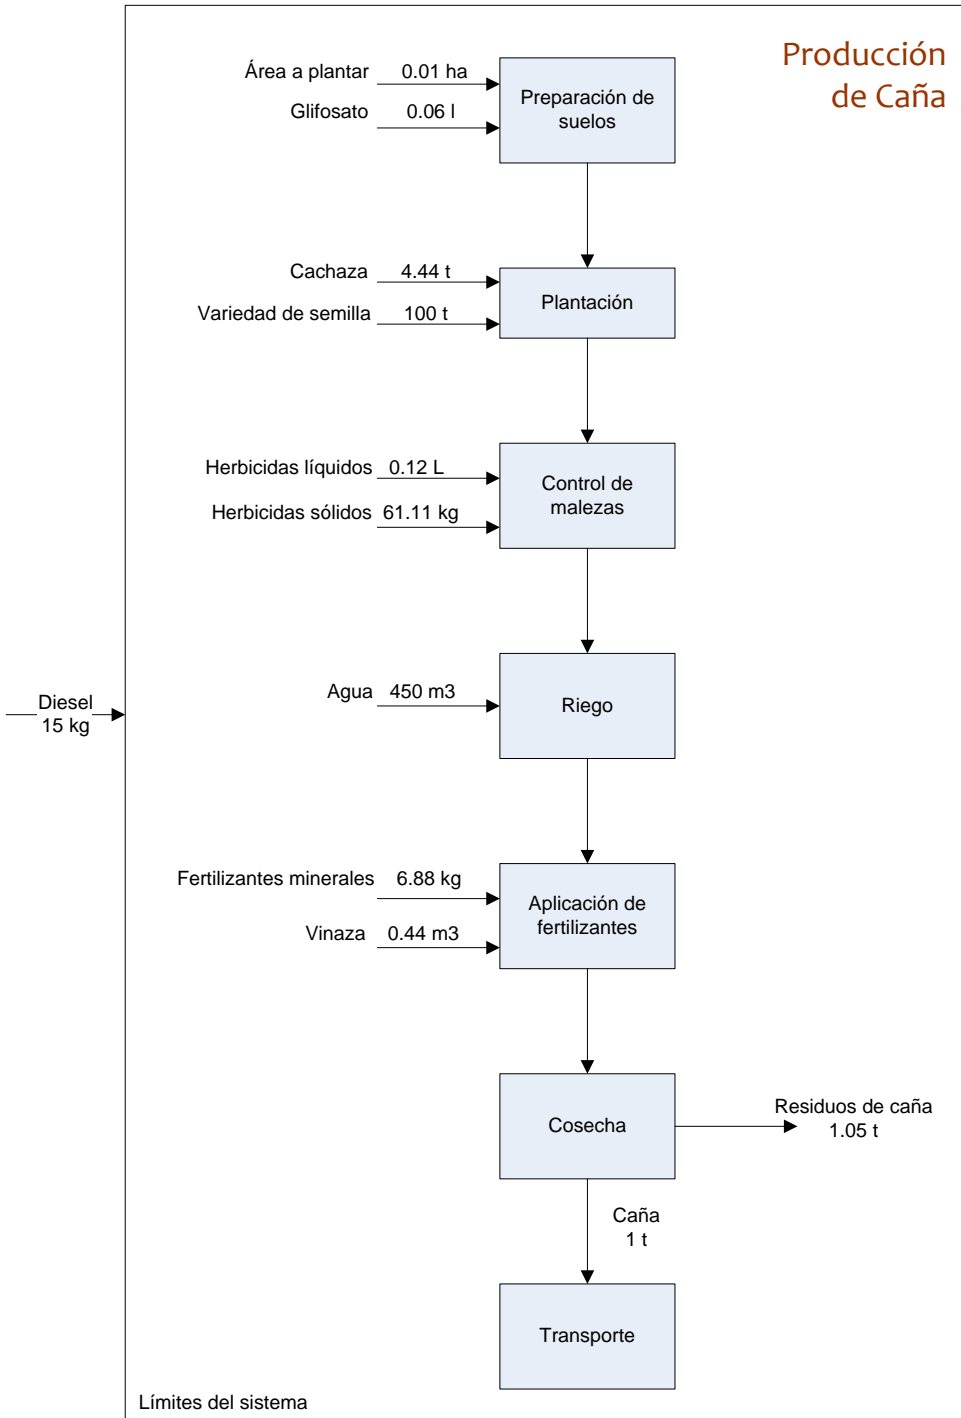 Producción
de Caña
Área a plantar 0.01 ha
Glifosato 0.06 l
Preparación de
suelos
Cachaza 4.44 t
Variedad de semilla 100 t
Plantación
Herbicidas líquidos 0.12 L
Herbicidas sólidos 61.11 kg
Control de
malezas
Agua 450 m3
Riego
Diesel
15 kg
Fertilizantes minerales 6.88 kg
Vinaza 0.44 m3
Aplicación de
fertilizantes
Cosecha
Residuos de caña
1.05 t
Caña
1 t
Transporte
Límites del sistema